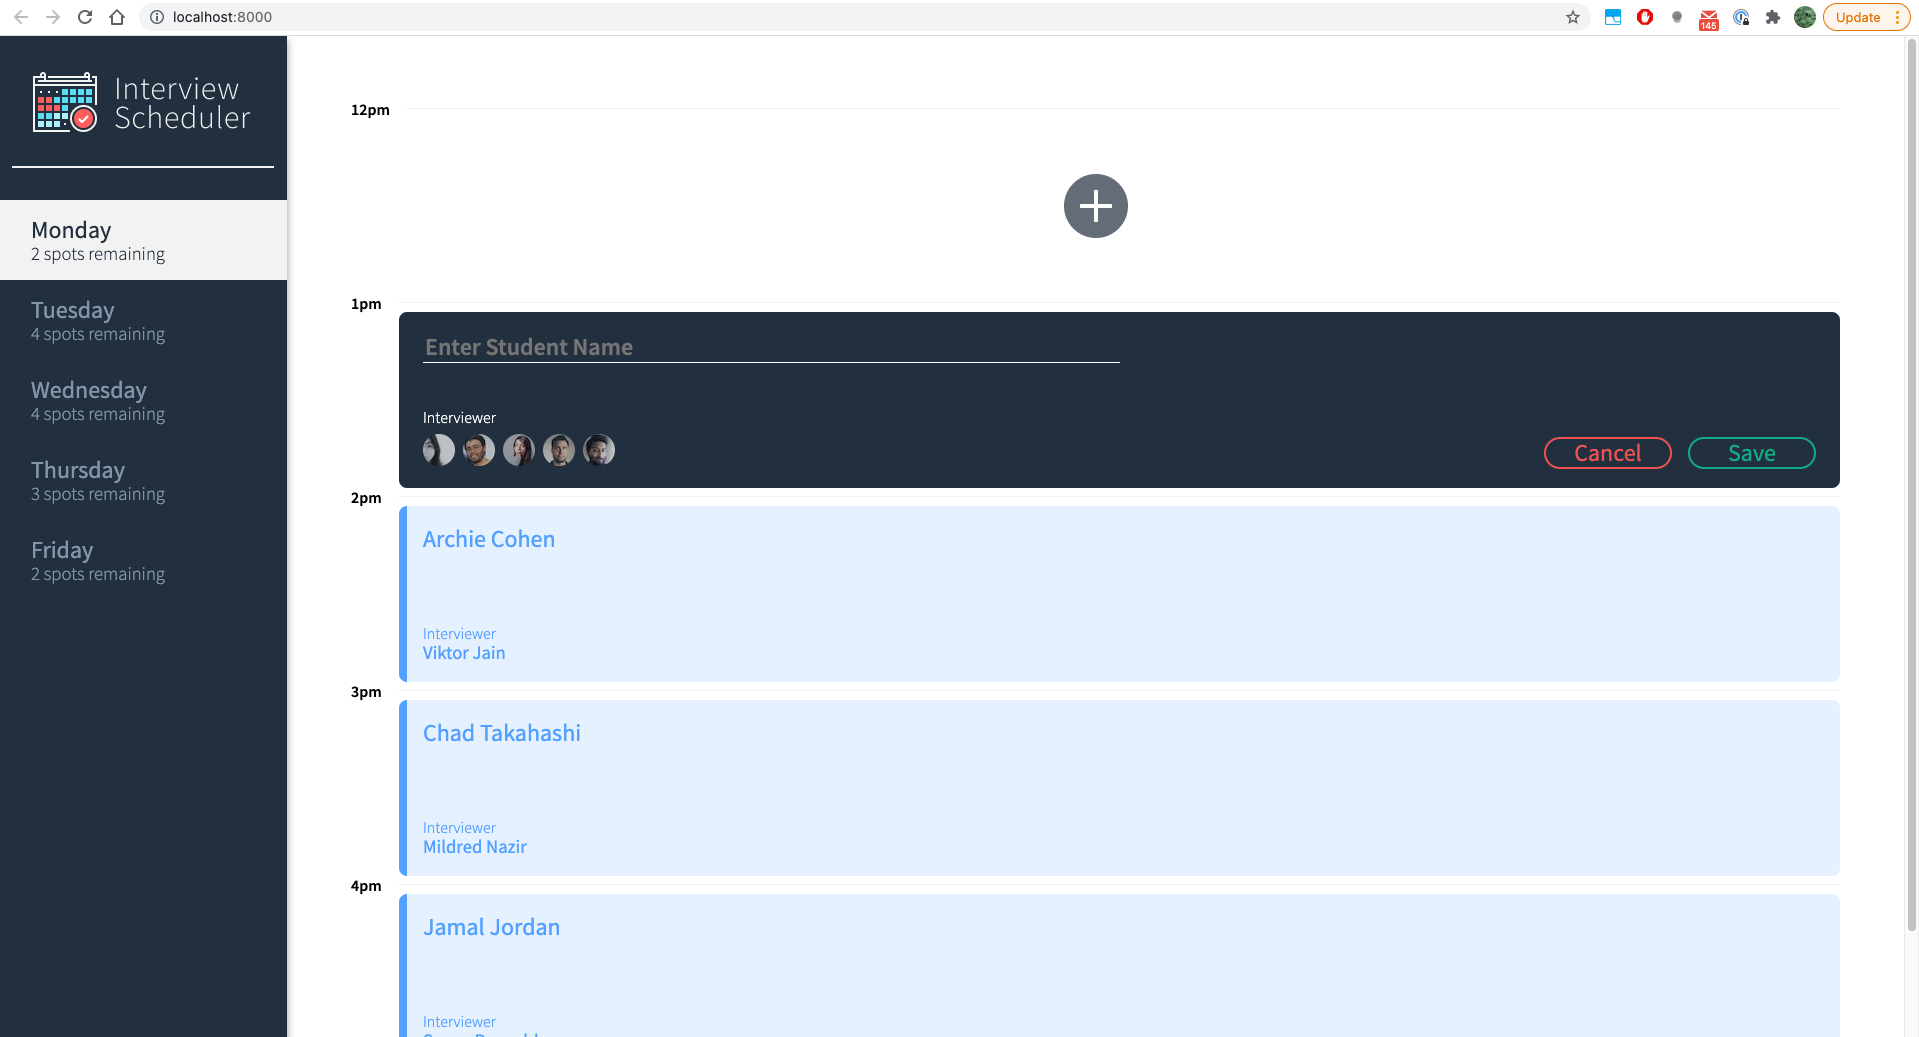 localhost:8000
Update
145
Interview
Scheduler
Monday
2 spots remaining
Tuesday
4 spots remaining
Wednesday
4 spots remaining
Thursday
3 spots remaining
Friday
2 spots remaining
12pm
1pm
Enter Student Name
Interviewer
Cancel
Save
2pm
Archie Cohen
Interviewer
Viktor Jain
3pm
Chad Takahashi
Interviewer
Mildred Nazir
4pm
Jamal Jordan
Interviewer